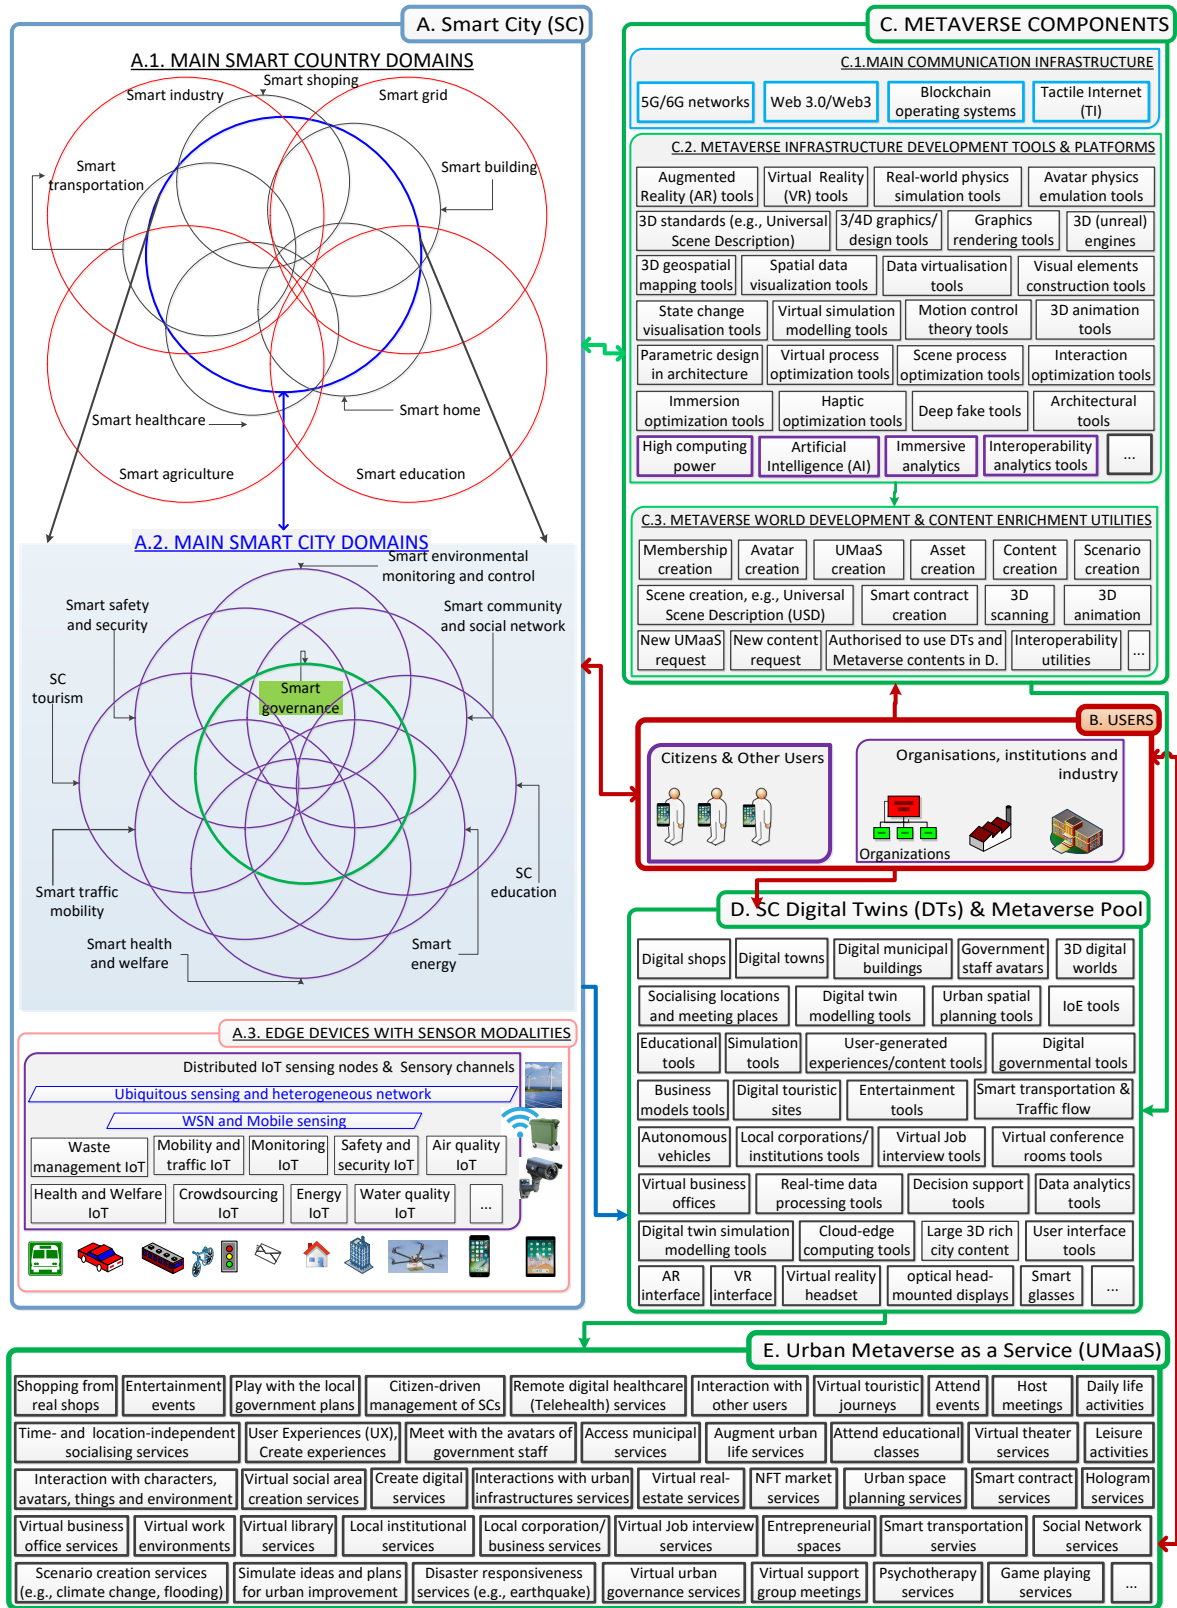 A. Smart City (SC)
A.1. MAIN SMART COUNTRY DOMAINS
Smart shoping
Smart industry
Smart grid
Smart
transportation
Smart building
Smart home
Smart healthcare
Smart agriculture
Smart education
A.2. MAIN SMART CITY DOMAINS
Smart environmental
monitoring and control
Smart safety
and security
Smart community
and social network
SC
tourism
Smart
governance
Smart traffic
mobility
SC
education
Smart health
and welfare
Smart
energy
A.3. EDGE DEVICES WITH SENSOR MODALITIES
Distributed IoT sensing nodes & Sensory channels
Ubiquitous sensing and heterogeneous network
WSN and Mobile sensing
Waste
management IoT
Mobility and
traffic IoT
Monitoring
IoT
Safety and
security IoT
Air quality
IoT
Health and Welfare
IoT
Crowdsourcing
IoT
Energy
IoT
Water quality
IoT
...
C. METAVERSE COMPONENTS
C.1.MAIN COMMUNICATION INFRASTRUCTURE
5G/6G networks
Web 3.0/Web3
Blockchain
operating systems
Tactile Internet
(TI)
C.2. METAVERSE INFRASTRUCTURE DEVELOPMENT TOOLS & PLATFORMS
Augmented
Reality (AR) tools
Virtual Reality
(VR) tools
Real-world physics
simulation tools
Avatar physics
emulation tools
3D standards (e.g., Universal
Scene Description)
3/4D graphics/
design tools
Graphics
rendering tools
3D (unreal)
engines
3D geospatial
mapping tools
Spatial data
visualization tools
Data virtualisation
tools
Visual elements
construction tools
State change
visualisation tools
Virtual simulation
modelling tools
Motion control
theory tools
3D animation
tools
Parametric design
in architecture
Virtual process
optimization tools
Scene process
optimization tools
Interaction
optimization tools
Immersion
optimization tools
Haptic
optimization tools
Deep fake tools
Architectural
tools
High computing
power
Artificial
Intelligence (AI)
Immersive
analytics
Interoperability
analytics tools
...
C.3. METAVERSE WORLD DEVELOPMENT & CONTENT ENRICHMENT UTILITIES
Membership
creation
Avatar
creation
UMaaS
creation
Asset
creation
Content
creation
Scenario
creation
Scene creation, e.g., Universal
Scene Description (USD)
Smart contract
creation
3D
scanning
3D
animation
New UMaaS
request
New content
request
Authorised to use DTs and
Metaverse contents in D.
Interoperability
utilities
...
B. USERS
Citizens & Other Users
Organisations, institutions and
industry
Organizations
D. SC Digital Twins (DTs) & Metaverse Pool
Digital shops
Digital towns
Digital municipal
buildings
Government
staff avatars
3D digital
worlds
Socialising locations
and meeting places
Digital twin
modelling tools
Urban spatial
planning tools
IoE tools
Educational
tools
Simulation
tools
User-generated
experiences/content tools
Digital
governmental tools
Business
models tools
Digital touristic
sites
Entertainment
tools
Smart transportation &
Traffic flow
Autonomous
vehicles
Local corporations/
institutions tools
Virtual Job
interview tools
Virtual conference
rooms tools
Virtual business
offices
Real-time data
processing tools
Decision support
tools
Data analytics
tools
Digital twin simulation
modelling tools
Cloud-edge
computing tools
Large 3D rich
city content
User interface
tools
AR
interface
VR
interface
Virtual reality
headset
optical head-
mounted displays
Smart
glasses
...
E. Urban Metaverse as a Service (UMaaS)
Shopping from
real shops
Entertainment
events
Play with the local
government plans
Citizen-driven
management of SCs
Remote digital healthcare
(Telehealth) services
Interaction with
other users
Virtual touristic
journeys
Attend
events
Host
meetings
Daily life
activities
Time- and location-independent
socialising services
User Experiences (UX),
Create experiences
Meet with the avatars of
government staff
Access municipal
services
Augment urban
life services
Attend educational
classes
Virtual theater
services
Leisure
activities
Interaction with characters,
avatars, things and environment
Virtual social area
creation services
Create digital
services
Interactions with urban
infrastructures services
Virtual real-
estate services
NFT market
services
Urban space
planning services
Smart contract
services
Hologram
services
Virtual business
office services
Virtual work
environments
Virtual library
services
Local institutional
services
Local corporation/
business services
Virtual Job interview
services
Entrepreneurial
spaces
Smart transportation
servies
Social Network
services
Scenario creation services
(e.g., climate change, flooding)
Simulate ideas and plans
for urban improvement
Disaster responsiveness
services (e.g., earthquake)
Virtual urban
governance services
Virtual support
group meetings
Psychotherapy
services
Game playing
services
...